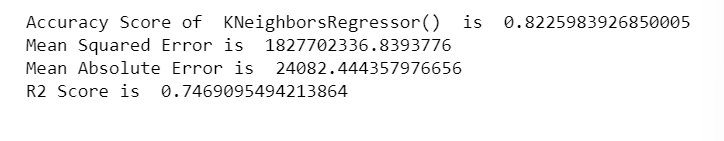 Accuracy Score of  KNeighborsRegressor()  is  0.8225983926850005
Mean Squared Error is  1827702336.8393776
Mean Absolute Error is  24082.444357976656
R2 Score is  0.7469095494213864